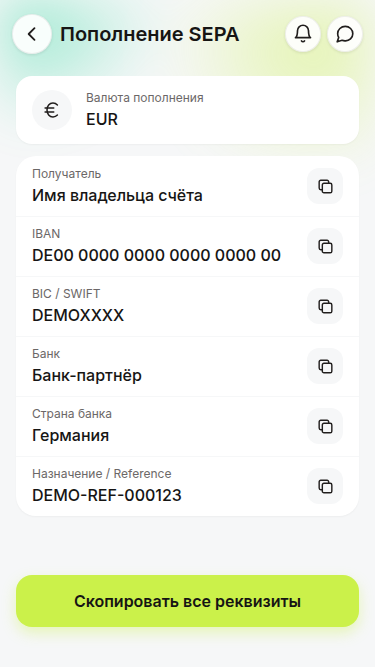 Пополнение SEPA
Валюта пополнения
€
EUR
Получатель
Имя владельца счёта
IBAN
DE00 0000 0000 0000 0000 00
BIC / SWIFT
DEMOXXXX
Банк
Банк-партнёр
Страна банка
Германия
Назначение / Reference
DEMO-REF-000123
Скопировать все реквизиты